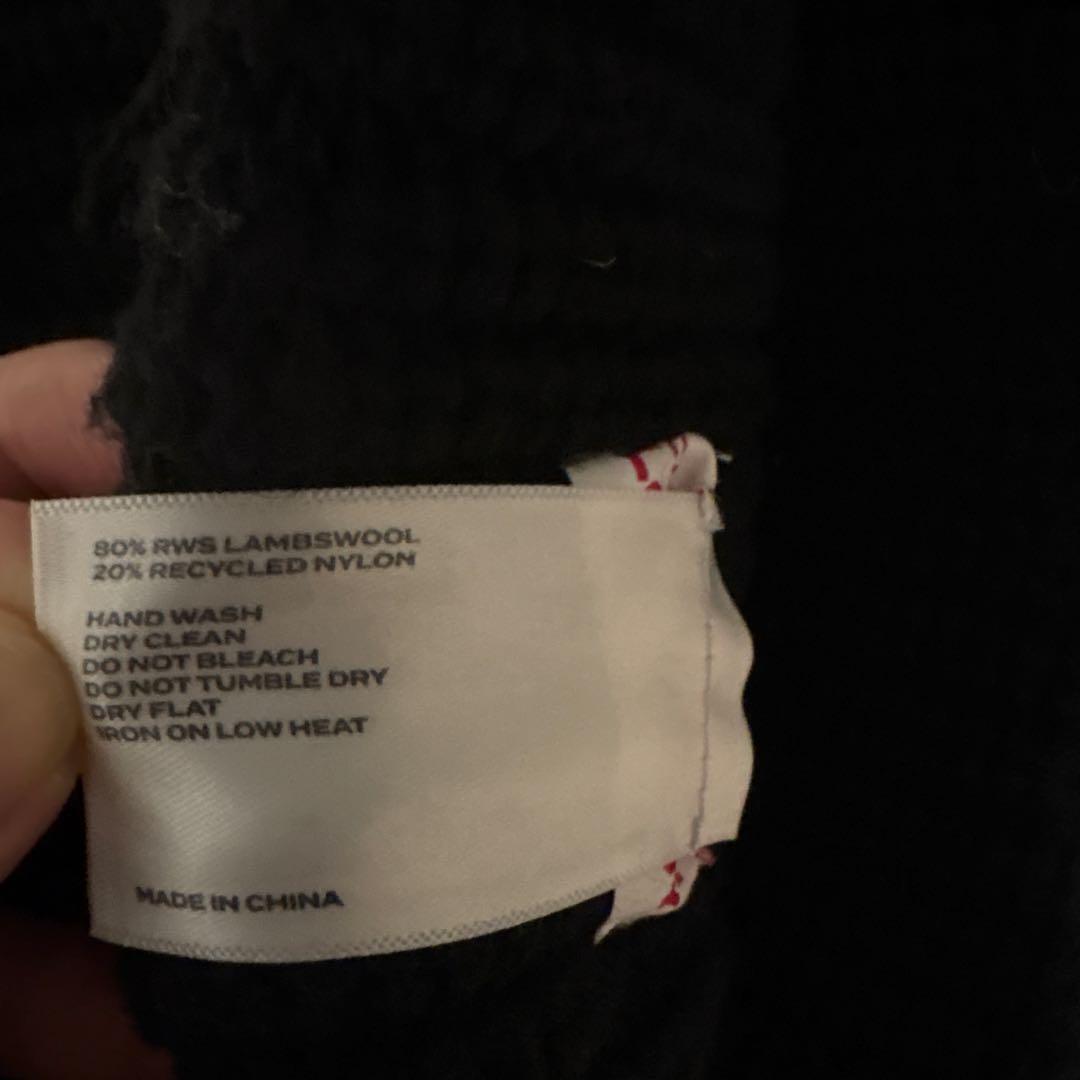 80% RWS LAMBSWOOL
20% RECYCLED NYLON
HAND WASH
DRY CLEAN
DO NOT BLEACH
DO NOT TUMBLE DRY
DRY FLAT
IRON ON LOW HEAT
MADE IN CHINA